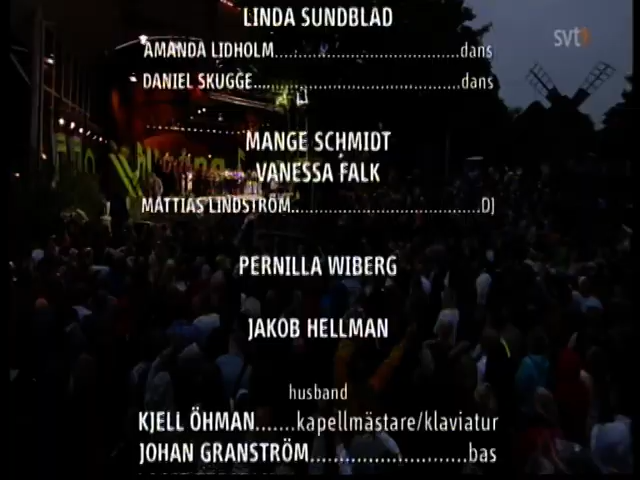 LINDA SUNDBLAD
AMANDA LIDHOLM........................................dans
DANIEL SKUGGE.............................................dans
svt1
MANGE SCHMIDT
VANESSA FALK
MATTIAS LINDSTRÖM........................................DJ
PERNILLA WIBERG
JAKOB HELLMAN
husband
KJELL ÖHMAN.......kapellmästare/klaviatur
JOHAN GRANSTRÖM..........................bas